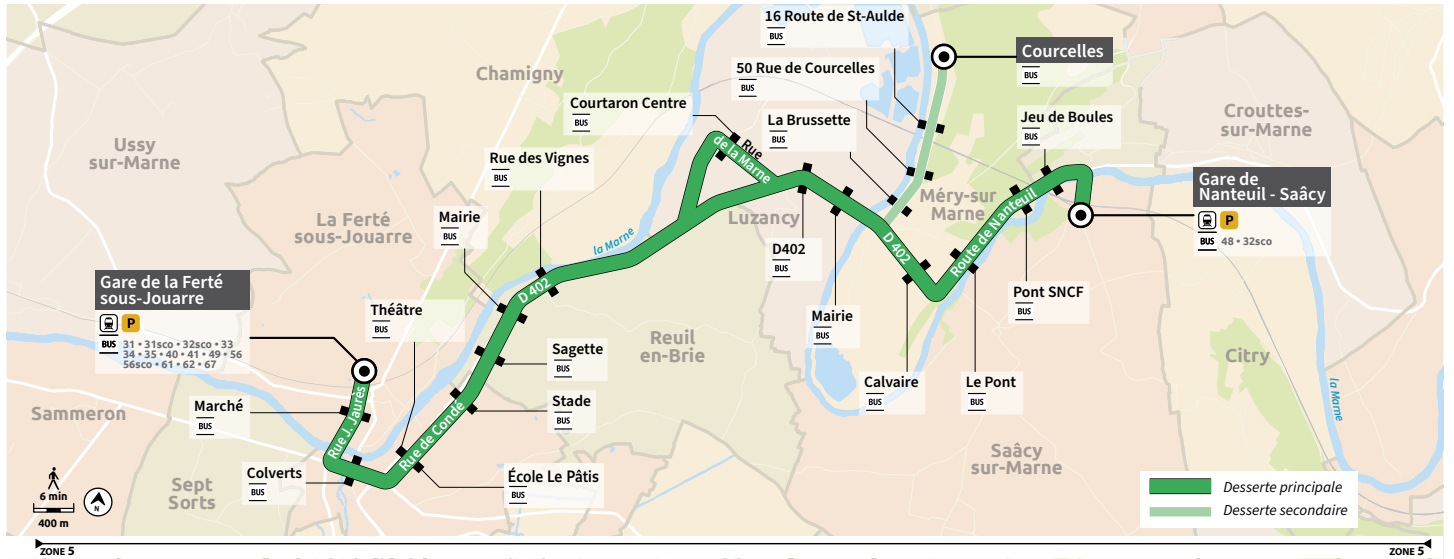 16 Route de St-Aulde
BUS
Courcelles
BUS
Chamigny
50 Rue de Courcelles
BUS
Courtaron Centre
BUS
La Brussette
BUS
Jeu de Boules
BUS
Crouttes-
sur-Marne
Ussy
sur-Marne
Rue des Vignes
BUS
Rue
de la Marne
Gare de
Nanteuil - Saâcy
P
BUS 48 • 32sco
La Ferté
sous-Jouarre
Mairie
BUS
la Marne
Luzancy
Méry-sur
Marne
D 402
Route de Nanteuil
D402
BUS
Gare de la Ferté
sous-Jouarre
P
BUS 31 • 31sco • 32sco • 33
34 • 35 • 40 • 41 • 49 • 56
56sco • 61 • 62 • 67
D 402
Théâtre
BUS
Mairie
BUS
Pont SNCF
BUS
Reuil
en-Brie
Sagette
BUS
Citry
la Marne
Calvaire
BUS
Le Pont
BUS
Sammeron
Marché
BUS
Rue J. Jaurès
Rue de Condé
Stade
BUS
Saâcy
sur-Marne
Colverts
BUS
École Le Pâtis
BUS
Sept
Sorts
6 min
400 m
N
Desserte principale
Desserte secondaire
ZONE 5
ZONE 5